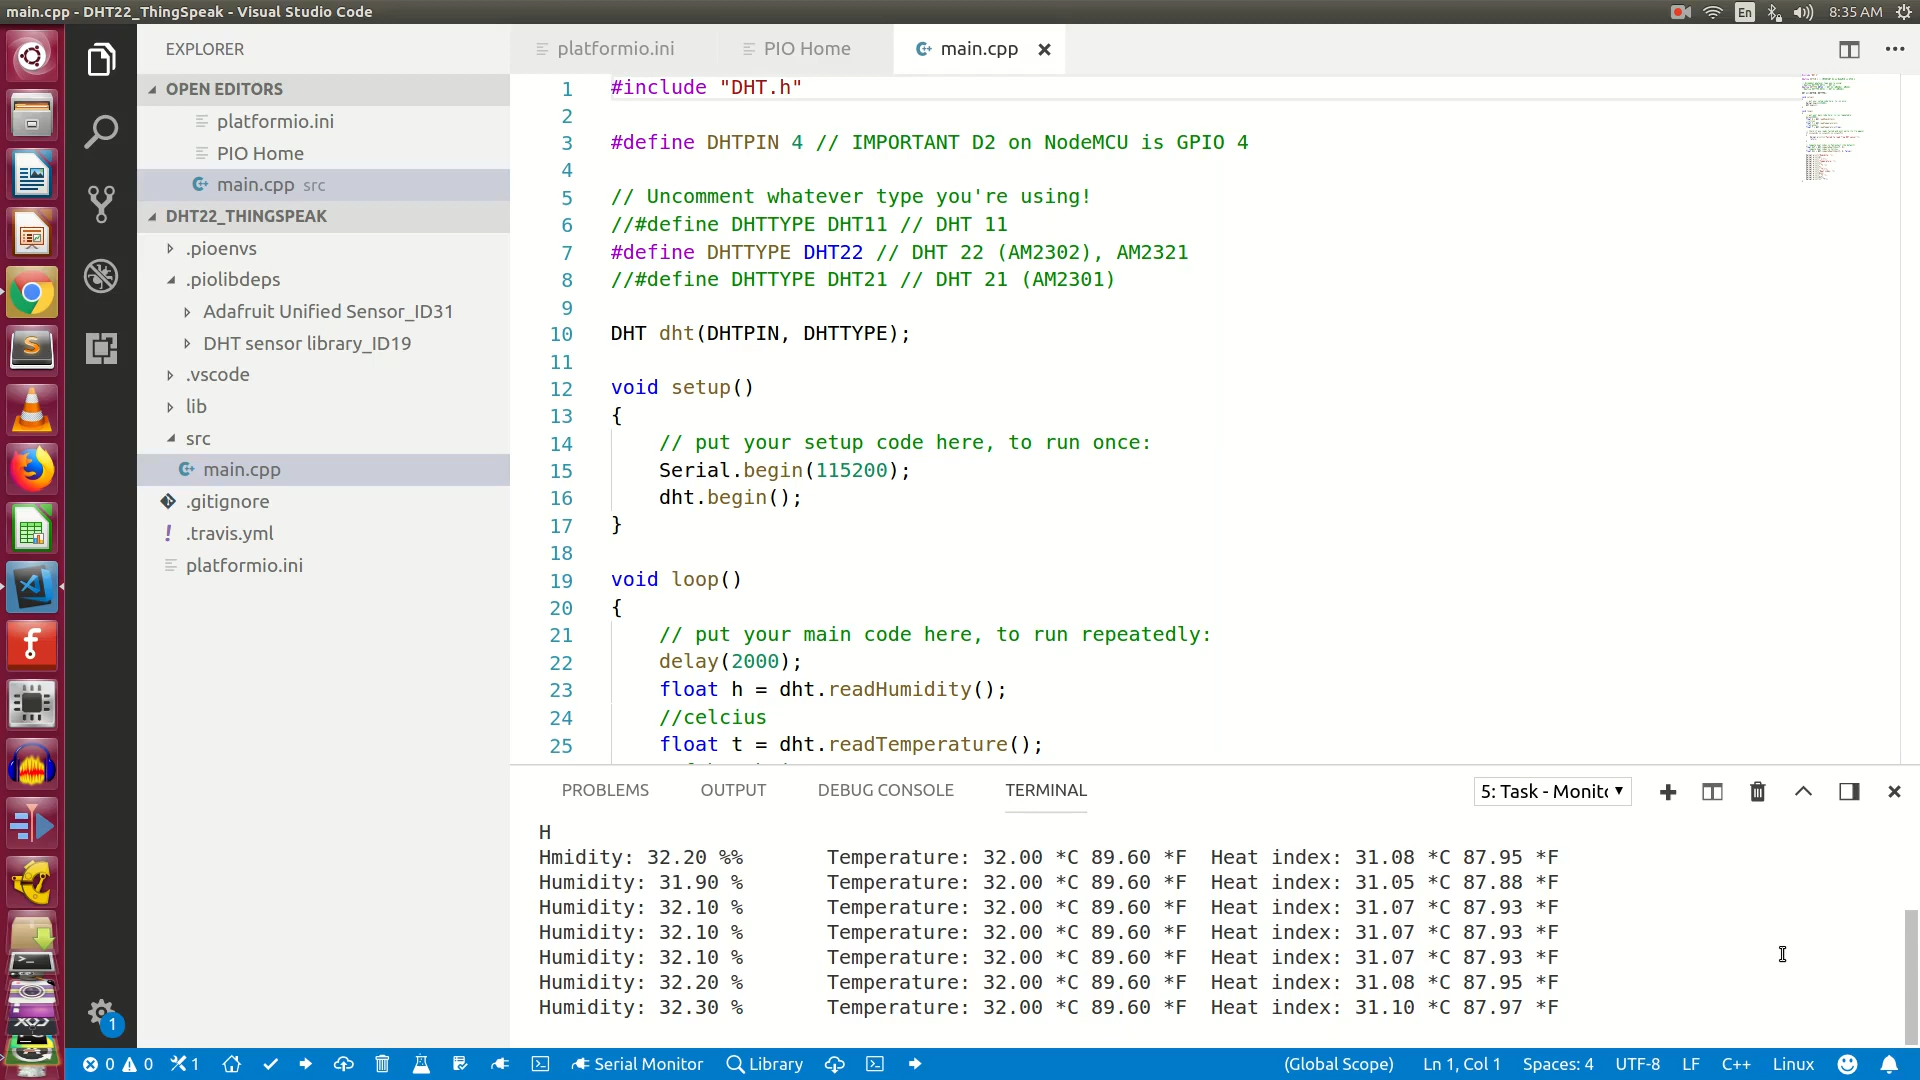 main.cpp - DHT22_ThingSpeak - Visual Studio Code
En
8:35 AM
EXPLORER
OPEN EDITORS
platformio.ini
PIO Home
main.cpp src
DHT22_THINGSPEAK
.pioenvs
.piolibdeps
Adafruit Unified Sensor_ID31
DHT sensor library_ID19
.vscode
lib
src
main.cpp
.gitignore
! .travis.yml
platformio.ini
1
platformio.ini
PIO Home
main.cpp
1 #include "DHT.h"
2
3 #define DHTPIN 4 // IMPORTANT D2 on NodeMCU is GPIO 4
4
5 // Uncomment whatever type you're using!
6 //#define DHTTYPE DHT11 // DHT 11
7 #define DHTTYPE DHT22 // DHT 22 (AM2302), AM2321
8 //#define DHTTYPE DHT21 // DHT 21 (AM2301)
9
10 DHT dht(DHTPIN, DHTTYPE);
11
12 void setup()
13 {
14 // put your setup code here, to run once:
15 Serial.begin(115200);
16 dht.begin();
17 }
18
19 void loop()
20 {
21 // put your main code here, to run repeatedly:
22 delay(2000);
23 float h = dht.readHumidity();
24 //celcius
25 float t = dht.readTemperature();
PROBLEMS OUTPUT DEBUG CONSOLE TERMINAL
5: Task - Monitc
H
Hmidity: 32.20 %% Temperature: 32.00 *C 89.60 *F Heat index: 31.08 *C 87.95 *F
Humidity: 31.90 % Temperature: 32.00 *C 89.60 *F Heat index: 31.05 *C 87.88 *F
Humidity: 32.10 % Temperature: 32.00 *C 89.60 *F Heat index: 31.07 *C 87.93 *F
Humidity: 32.10 % Temperature: 32.00 *C 89.60 *F Heat index: 31.07 *C 87.93 *F
Humidity: 32.10 % Temperature: 32.00 *C 89.60 *F Heat index: 31.07 *C 87.93 *F
Humidity: 32.20 % Temperature: 32.00 *C 89.60 *F Heat index: 31.08 *C 87.95 *F
Humidity: 32.30 % Temperature: 32.00 *C 89.60 *F Heat index: 31.10 *C 87.97 *F
0 0 1 Serial Monitor Library (Global Scope) Ln 1, Col 1 Spaces: 4 UTF-8 LF C++ Linux